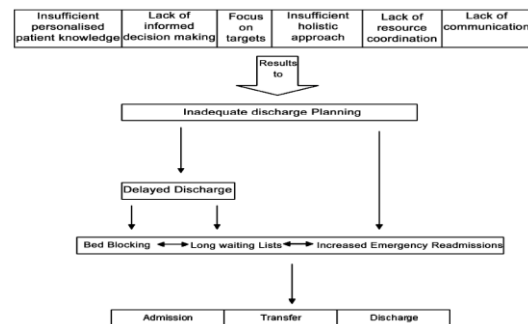 Insufficient personalised patient knowledge
Lack of informed decision making
Focus on targets
Insufficient holistic approach
Lack of resource coordination
Lack of communication
Results to
Inadequate discharge Planning
Delayed Discharge
Bed Blocking Long waiting Lists Increased Emergency Readmissions
Admission Transfer Discharge